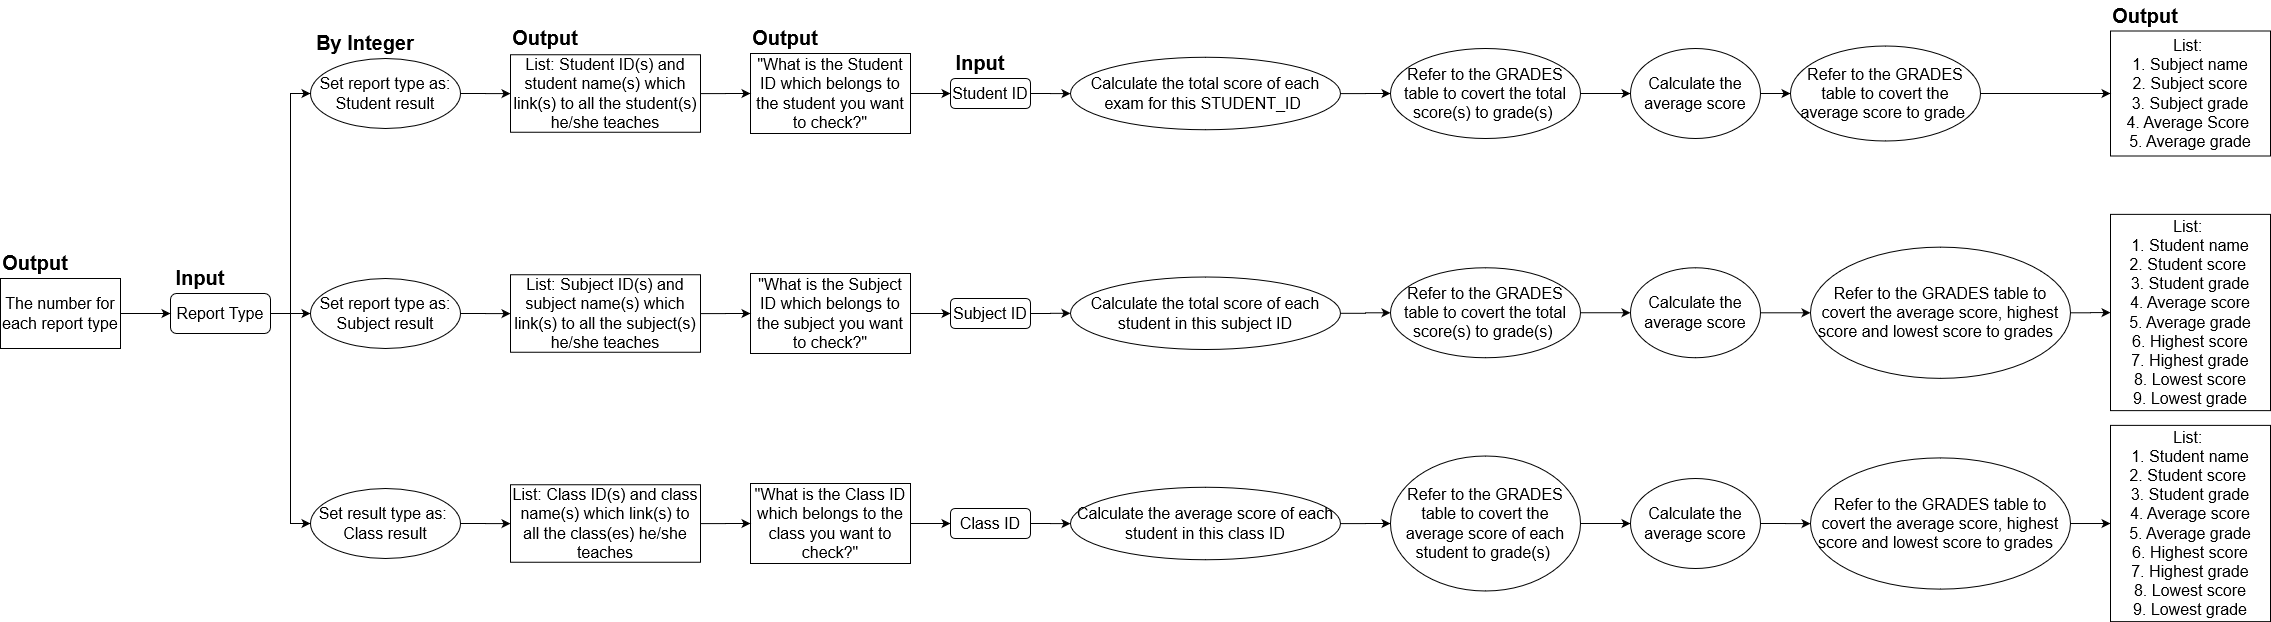 Output
The number for
each report type
Input
Report Type
By Integer
Set report type as:
Student result
Output
List: Student ID(s) and
student name(s) which
link(s) to all the student(s)
he/she teaches
Output
"What is the Student
ID which belongs to
the student you want
to check?"
Input
Student ID
Calculate the total score of each
exam for this STUDENT_ID
Refer to the GRADES
table to covert the total
score(s) to grade(s)
Calculate the
average score
Refer to the GRADES
table to covert the
average score to grade
Output
List:
1. Subject name
2. Subject score
3. Subject grade
4. Average Score
5. Average grade
Set report type as:
Subject result
List: Subject ID(s) and
subject name(s) which
link(s) to all the subject(s)
he/she teaches
"What is the Subject
ID which belongs to
the subject you want
to check?"
Subject ID
Calculate the total score of each
student in this subject ID
Refer to the GRADES
table to covert the total
score(s) to grade(s)
Calculate the
average score
Refer to the GRADES table to
covert the average score, highest
score and lowest score to grades
List:
1. Student name
2. Student score
3. Student grade
4. Average score
5. Average grade
6. Highest score
7. Highest grade
8. Lowest score
9. Lowest grade
Set result type as:
Class result
List: Class ID(s) and class
name(s) which link(s) to
all the class(es) he/she
teaches
"What is the Class ID
which belongs to the
class you want to
check?"
Class ID
Calculate the average score of each
student in this class ID
Refer to the GRADES
table to covert the
average score of each
student to grade(s)
Calculate the
average score
Refer to the GRADES table to
covert the average score, highest
score and lowest score to grades
List:
1. Student name
2. Student score
3. Student grade
4. Average score
5. Average grade
6. Highest score
7. Highest grade
8. Lowest score
9. Lowest grade